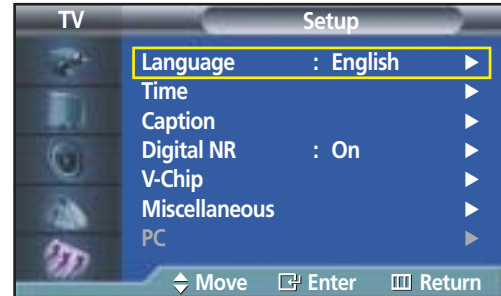 TV Setup
Language : English
Time
Caption
Digital NR : On
V-Chip
Miscellaneous
PC
Move Enter Return